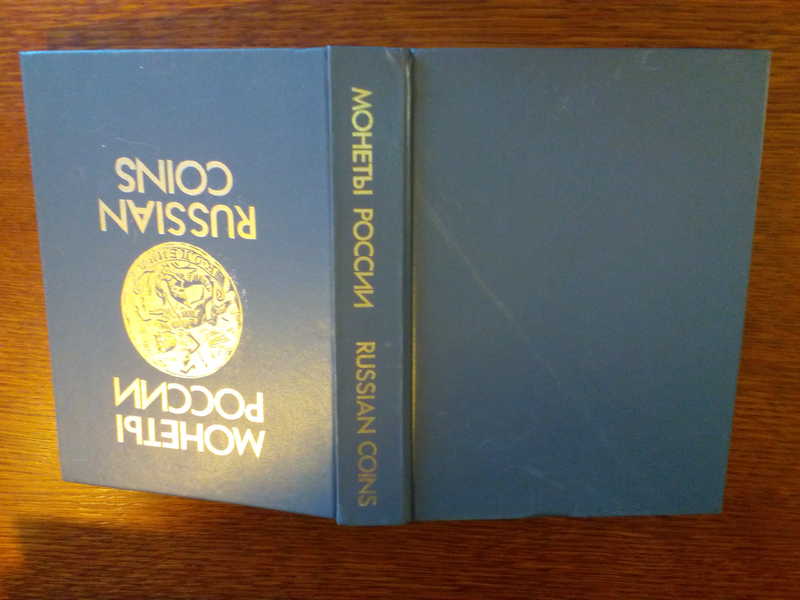 МОНЕТЫ
РОССИИ
RUSSIAN
COINS
МОНЕТЫ РОССИИ RUSSIAN COINS